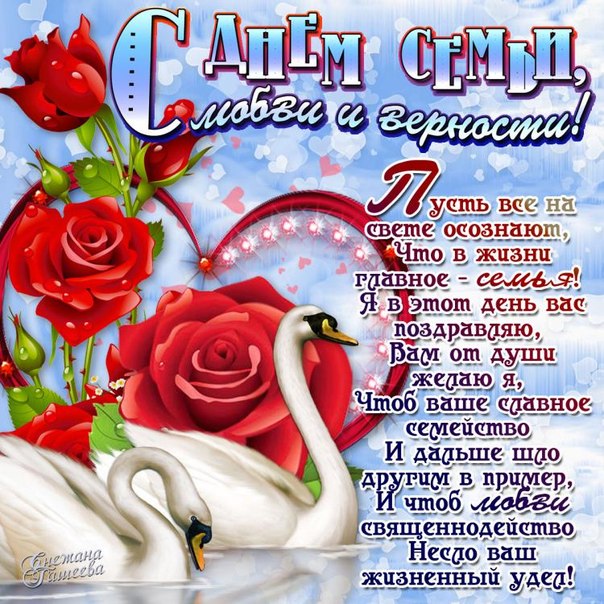 С ДНЕМ СЕМЬИ,
любви и верности!
Пусть все на
свете осознают,
Что в жизни
главное - семья!
Я в этот день вас
поздравляю,
Вам от души
желаю я,
Чтоб ваше славное
семейство
И дальше шло
другим в пример,
И чтоб любви
священнодейство
Несло ваш
жизненный удел!
Снежана
Тащеева